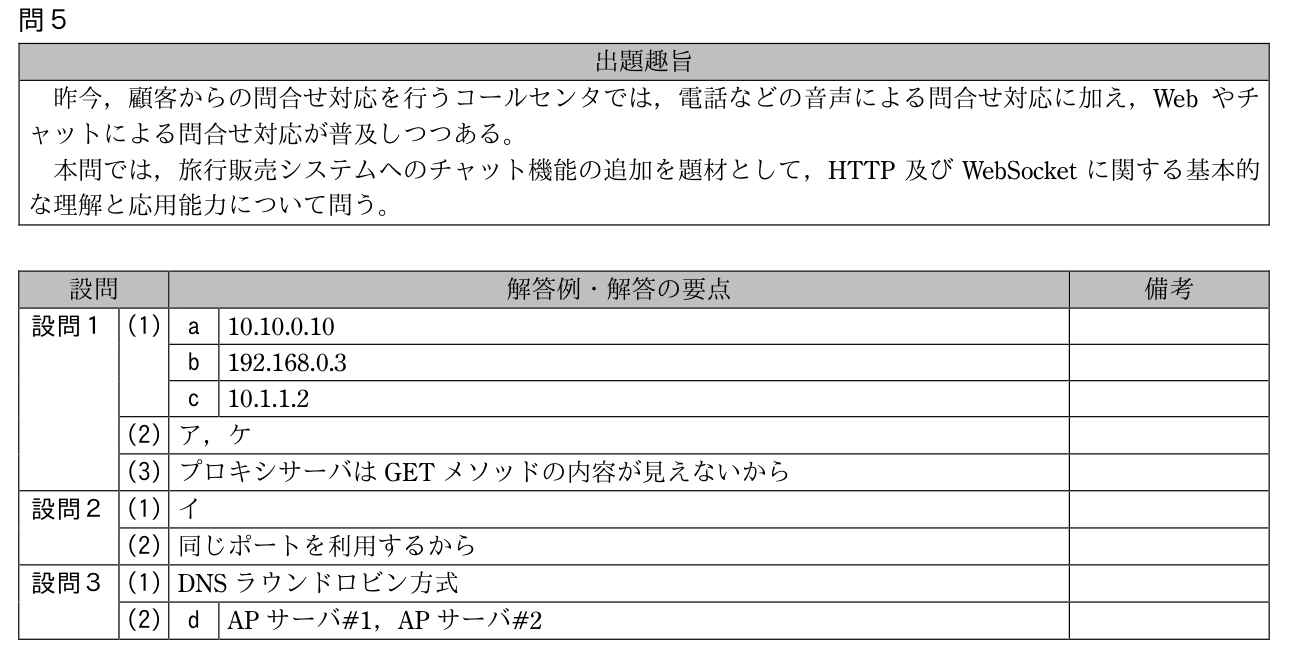 問5
出題趣旨
昨今，顧客からの問合せ対応を行うコールセンタでは，電話などの音声による問合せ対応に加え，Web やチ
ャットによる問合せ対応が普及しつつある。
本問では，旅行販売システムへのチャット機能の追加を題材として，HTTP 及び WebSocket に関する基本的
な理解と応用能力について問う。
設問 解答例・解答の要点 備考
設問1 (1) a 10.10.0.10
b 192.168.0.3
c 10.1.1.2
(2) ア，ケ
(3) プロキシサーバは GET メソッドの内容が見えないから
設問2 (1) イ
(2) 同じポートを利用するから
設問3 (1) DNS ラウンドロビン方式
(2) d AP サーバ#1，AP サーバ#2